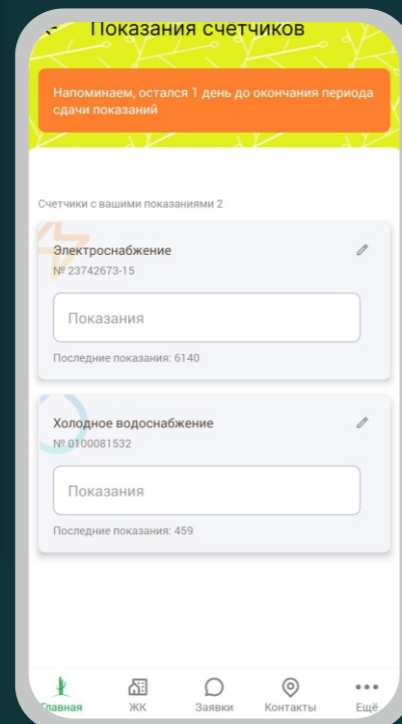 Показания счетчиков
Напоминаем, остался 1 день до окончания периода
сдачи показаний
Счетчики с вашими показаниями 2
Электроснабжение
№ 23742673-15
Показания
Последние показания: 6140
Холодное водоснабжение
№ 0100081532
Показания
Последние показания: 459
Главная ЖК Заявки Контакты Ещё